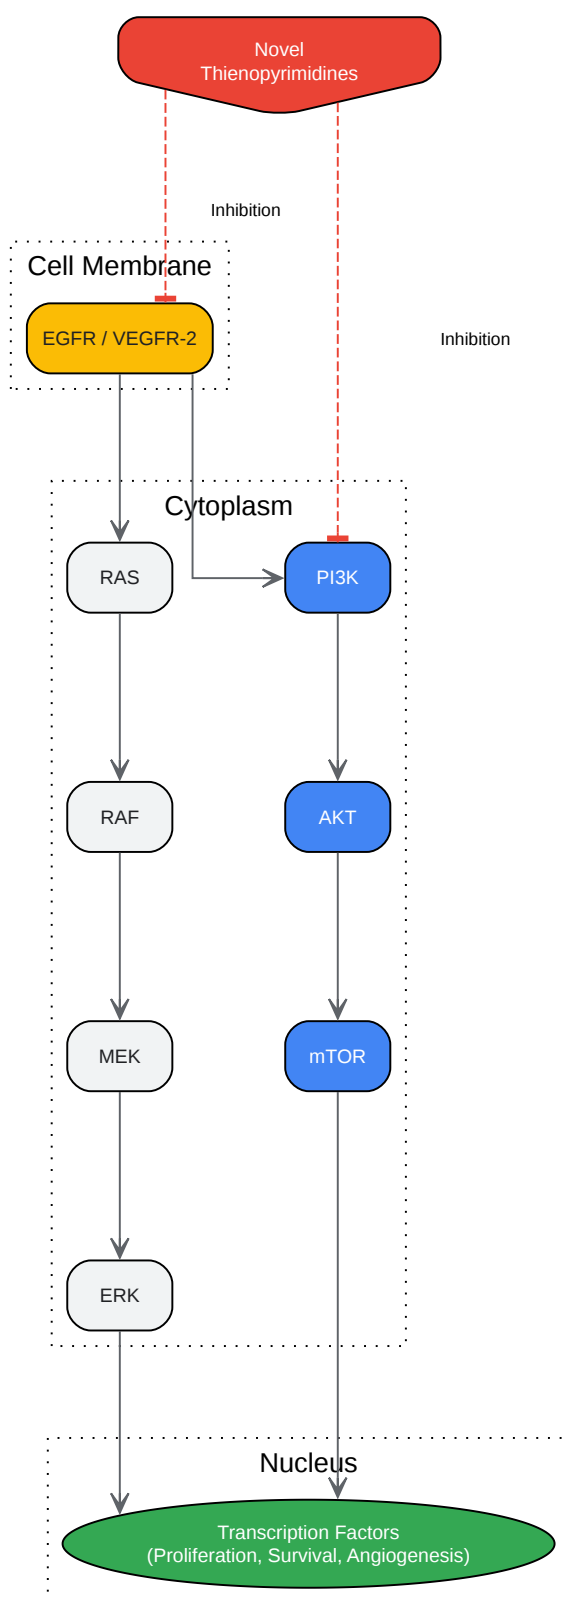 Novel
Thienopyrimidines
Inhibition
Cell Membrane
EGFR / VEGFR-2
Inhibition
Cytoplasm
RAS
PI3K
RAF
AKT
MEK
mTOR
ERK
Nucleus
Transcription Factors
(Proliferation, Survival, Angiogenesis)